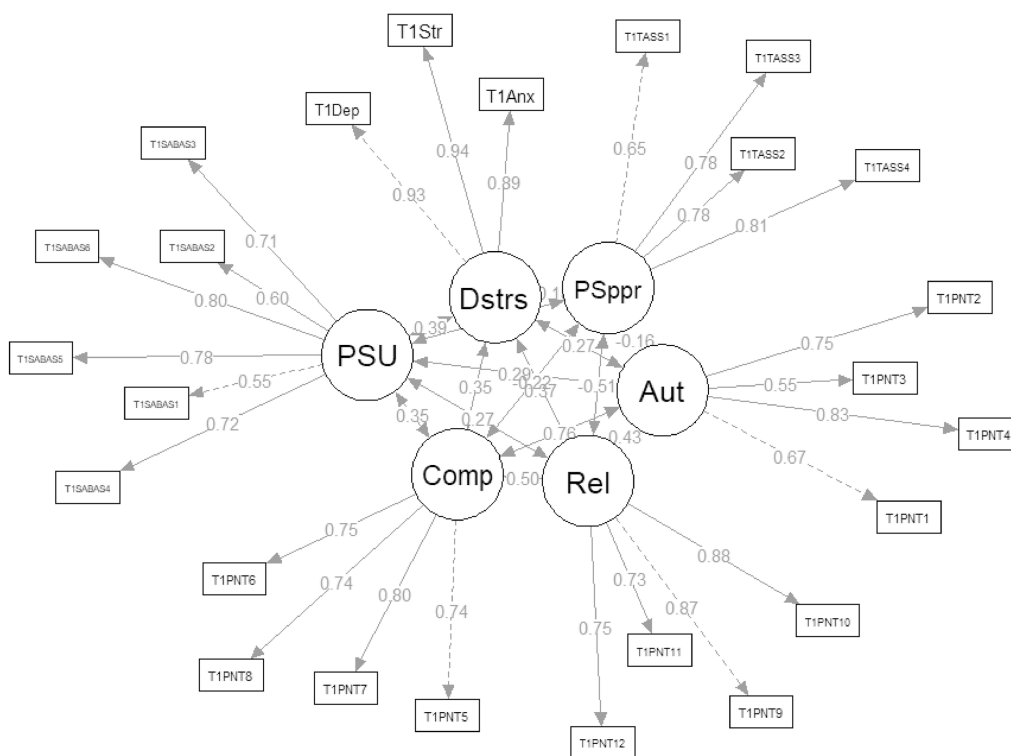 T1Str
T1TASS1
T1TASS3
T1Dep
T1Anx
T1SABAS3
0.94
0.65
T1TASS2
0.78
T1TASS4
0.93
0.89
0.78
0.81
T1SABAS6
T1SABAS2
0.71
0.80
0.60
Dstrs
PSppr
T1PNT2
0.39
0.27
-0.16
0.75
T1SABAS5
0.78
PSU
0.55
T1SABAS1
0.29
-0.22
0.37
-0.51
Aut
0.55
T1PNT3
0.35
0.83
T1PNT4
0.72
0.35
0.27
0.76
0.43
0.67
T1SABAS4
Comp
0.50
Rel
T1PNT1
0.75
0.88
T1PNT6
0.74
0.80
0.74
0.73
0.87
0.75
T1PNT10
T1PNT8
T1PNT7
T1PNT5
T1PNT11
T1PNT9
T1PNT12